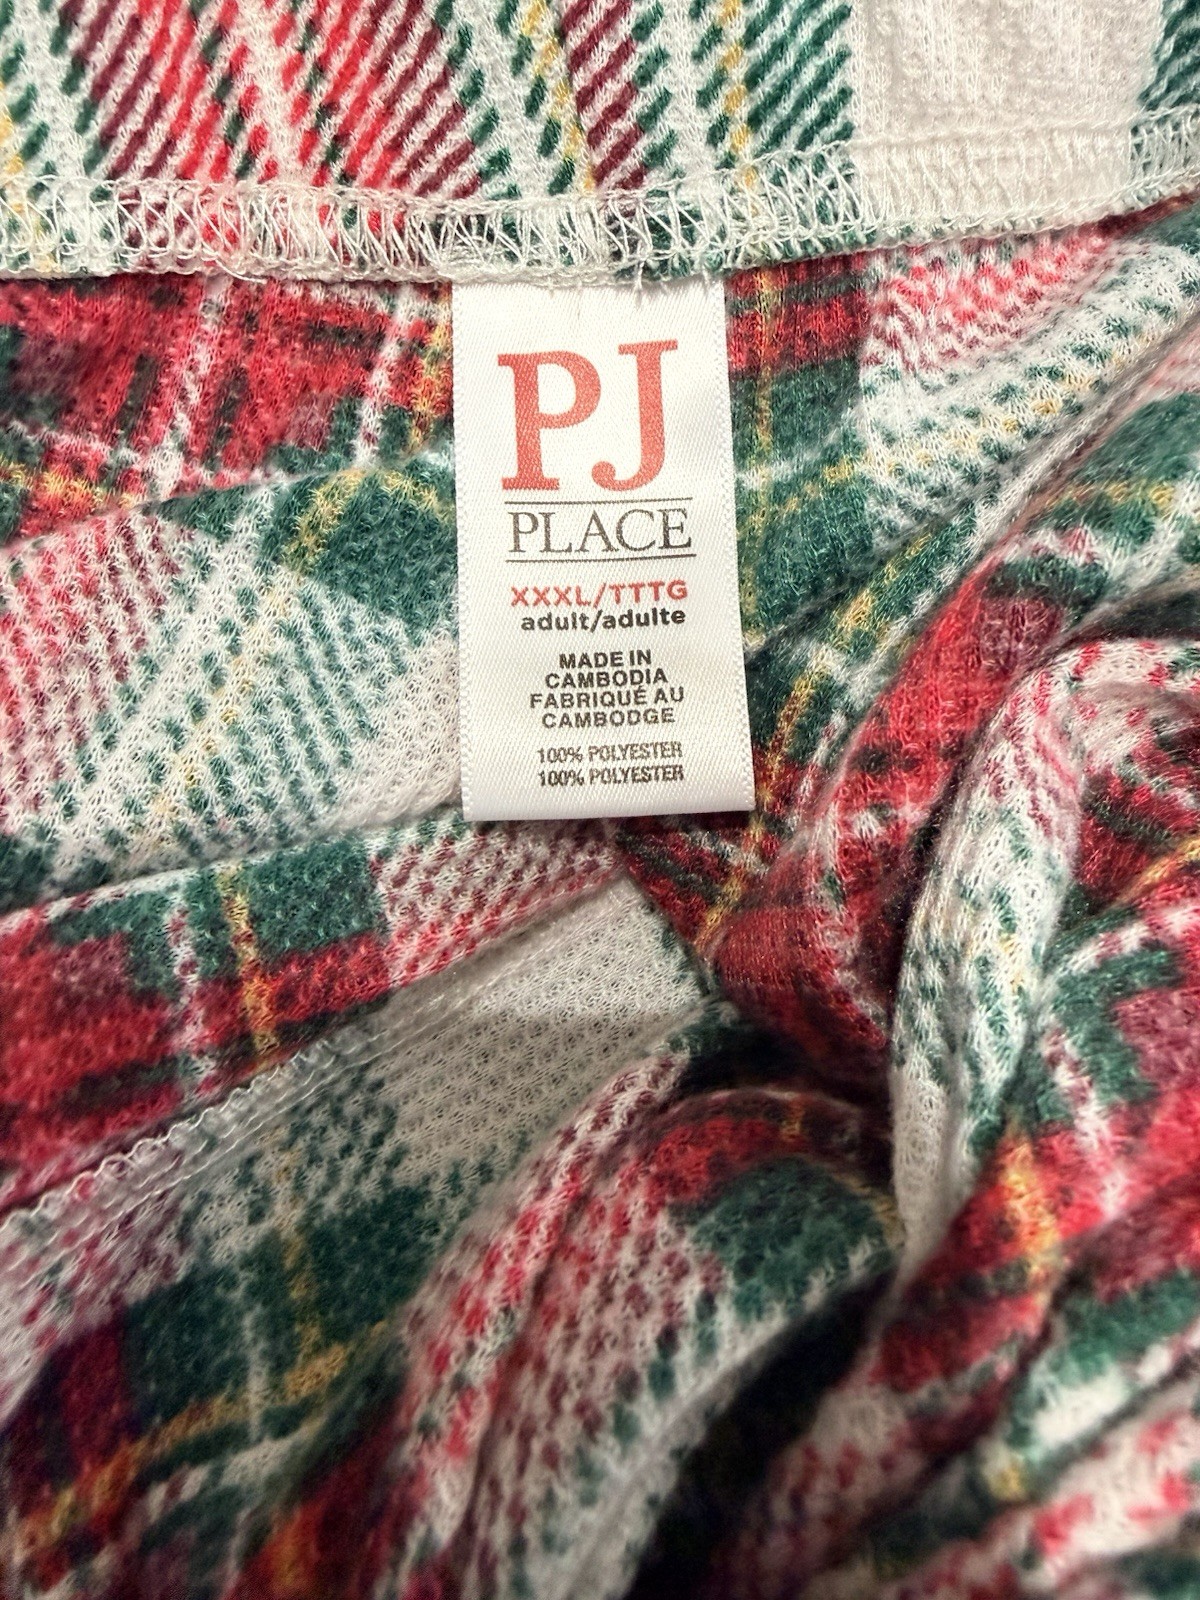 PJ
PLACE
XXXL/TTTG
adult/adulte
MADE IN
CAMBODIA
FABRIQUÉ AU
CAMBODGE
100% POLYESTER
100% POLYESTER